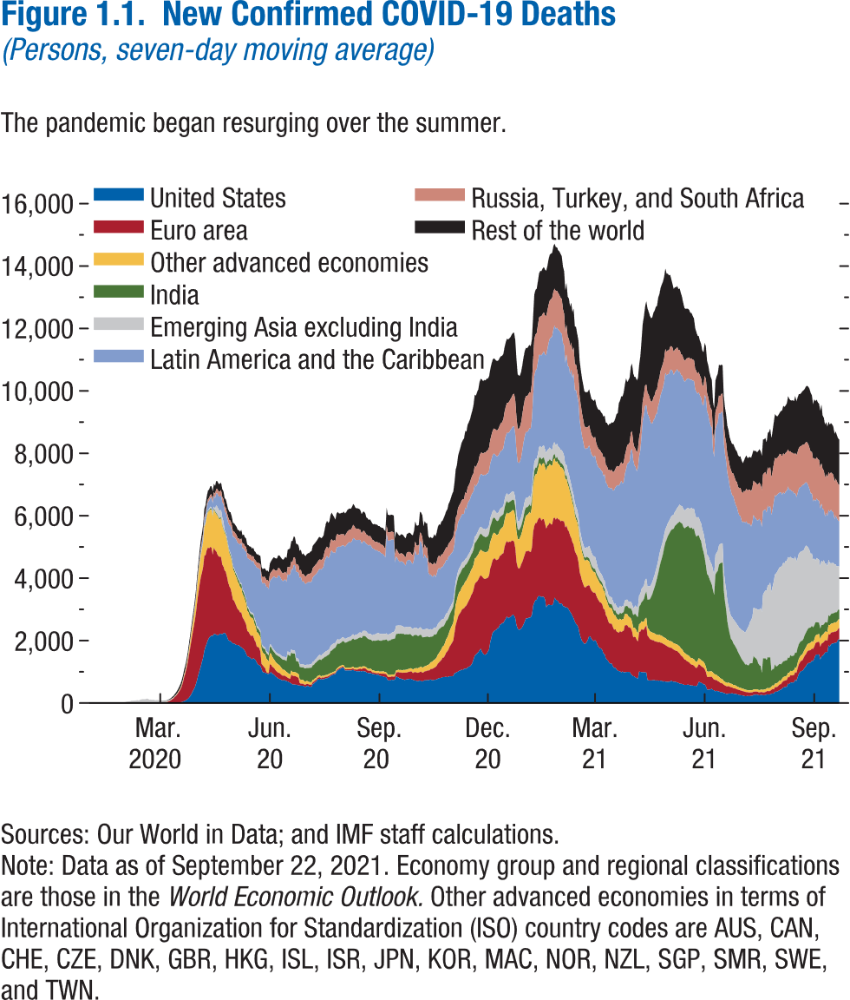 Figure 1.1. New Confirmed COVID-19 Deaths
(Persons, seven-day moving average)
The pandemic began resurging over the summer.
16,000
14,000
12,000
10,000
8,000
6,000
4,000
2,000
0
United States
Euro area
Other advanced economies
India
Emerging Asia excluding India
Latin America and the Caribbean
Russia, Turkey, and South Africa
Rest of the world
Mar. 2020
Jun. 20
Sep. 20
Dec. 20
Mar. 21
Jun. 21
Sep. 21
Sources: Our World in Data; and IMF staff calculations.
Note: Data as of September 22, 2021. Economy group and regional classifications
are those in the World Economic Outlook. Other advanced economies in terms of
International Organization for Standardization (ISO) country codes are AUS, CAN,
CHE, CZE, DNK, GBR, HKG, ISL, ISR, JPN, KOR, MAC, NOR, NZL, SGP, SMR, SWE,
and TWN.